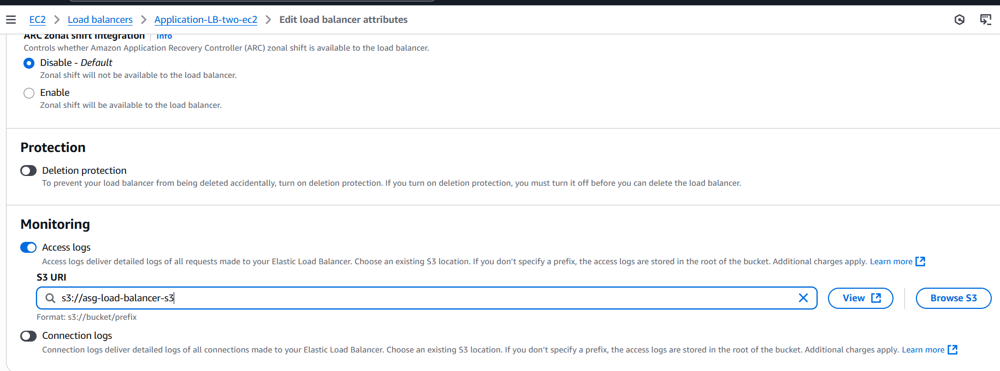 EC2 > Load balancers > Application-LB-two-ec2 > Edit load balancer attributes
ARC zonal shift integration | Info
Controls whether Amazon Application Recovery Controller (ARC) zonal shift is available to the load balancer.
Disable - Default
Zonal shift will not be available to the load balancer.
Enable
Zonal shift will be available to the load balancer.
Protection
Deletion protection
To prevent your load balancer from being deleted accidentally, turn on deletion protection. If you turn on deletion protection, you must turn it off before you can delete the load balancer.
Monitoring
Access logs
Access logs deliver detailed logs of all requests made to your Elastic Load Balancer. Choose an existing S3 location. If you don't specify a prefix, the access logs are stored in the root of the bucket. Additional charges apply. Learn more
S3 URI
s3://asg-load-balancer-s3 View Browse S3
Format: s3://bucket/prefix
Connection logs
Connection logs deliver detailed logs of all connections made to your Elastic Load Balancer. Choose an existing S3 location. If you don't specify a prefix, the access logs are stored in the root of the bucket. Additional charges apply. Learn more